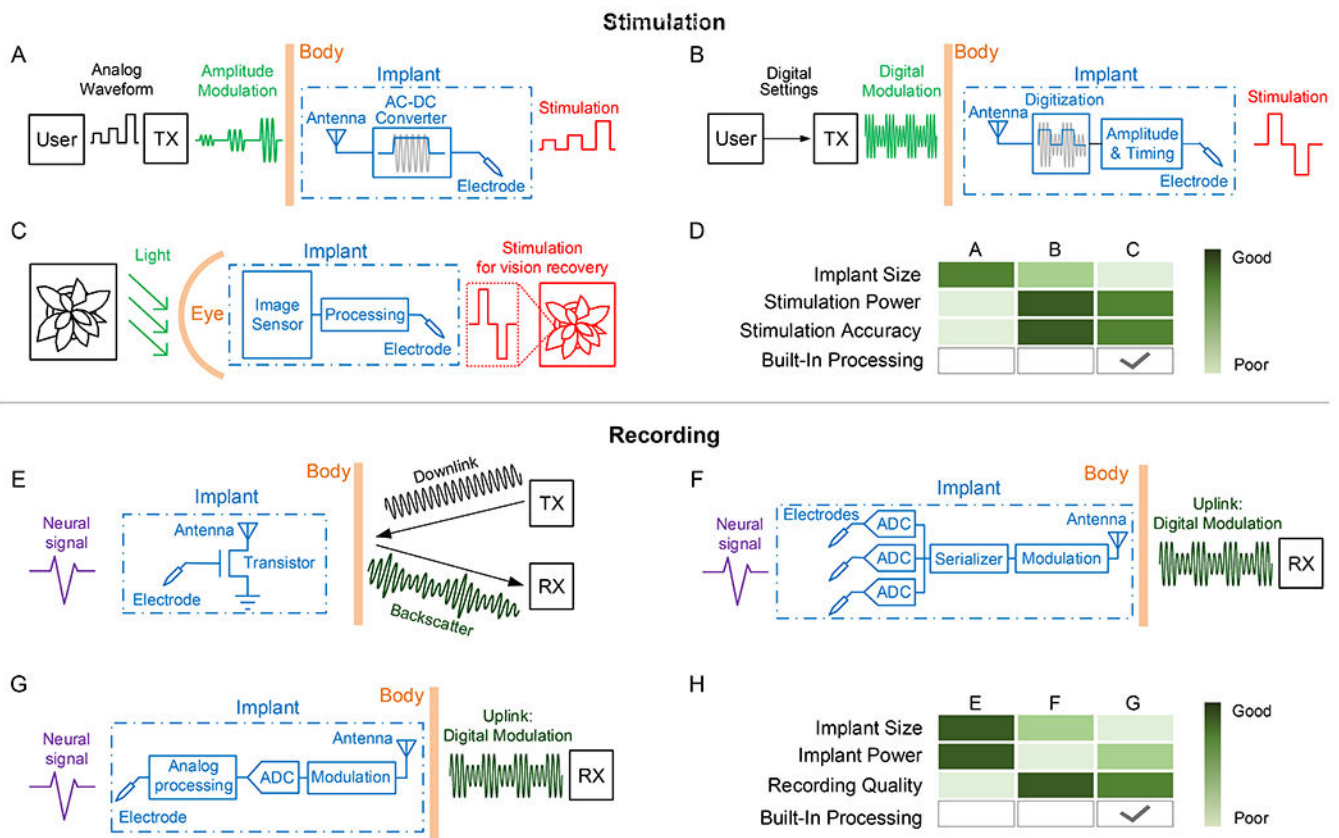 Stimulation
A
Analog
Waveform
Amplitude
Modulation
Body
Implant
User
TX
Antenna
AC-DC
Converter
Electrode
Stimulation
B
Digital
Settings
Digital
Modulation
Body
Implant
User
TX
Antenna
Digitization
Amplitude
& Timing
Electrode
Stimulation
C
Light
Eye
Implant
Image
Sensor
Processing
Electrode
Stimulation
for vision recovery
D
A B C
Implant Size
Stimulation Power
Stimulation Accuracy
Built-In Processing
Good
Poor
Recording
E
Neural
signal
Implant
Antenna
Transistor
Electrode
Body
Downlink
TX
RX
Backscatter
F
Neural
signal
Implant
Electrodes
ADC
ADC
ADC
Serializer
Modulation
Antenna
Body
Uplink:
Digital Modulation
RX
G
Neural
signal
Implant
Analog
processing
ADC
Modulation
Antenna
Electrode
Body
Uplink:
Digital Modulation
RX
H
E F G
Implant Size
Implant Power
Recording Quality
Built-In Processing
Good
Poor